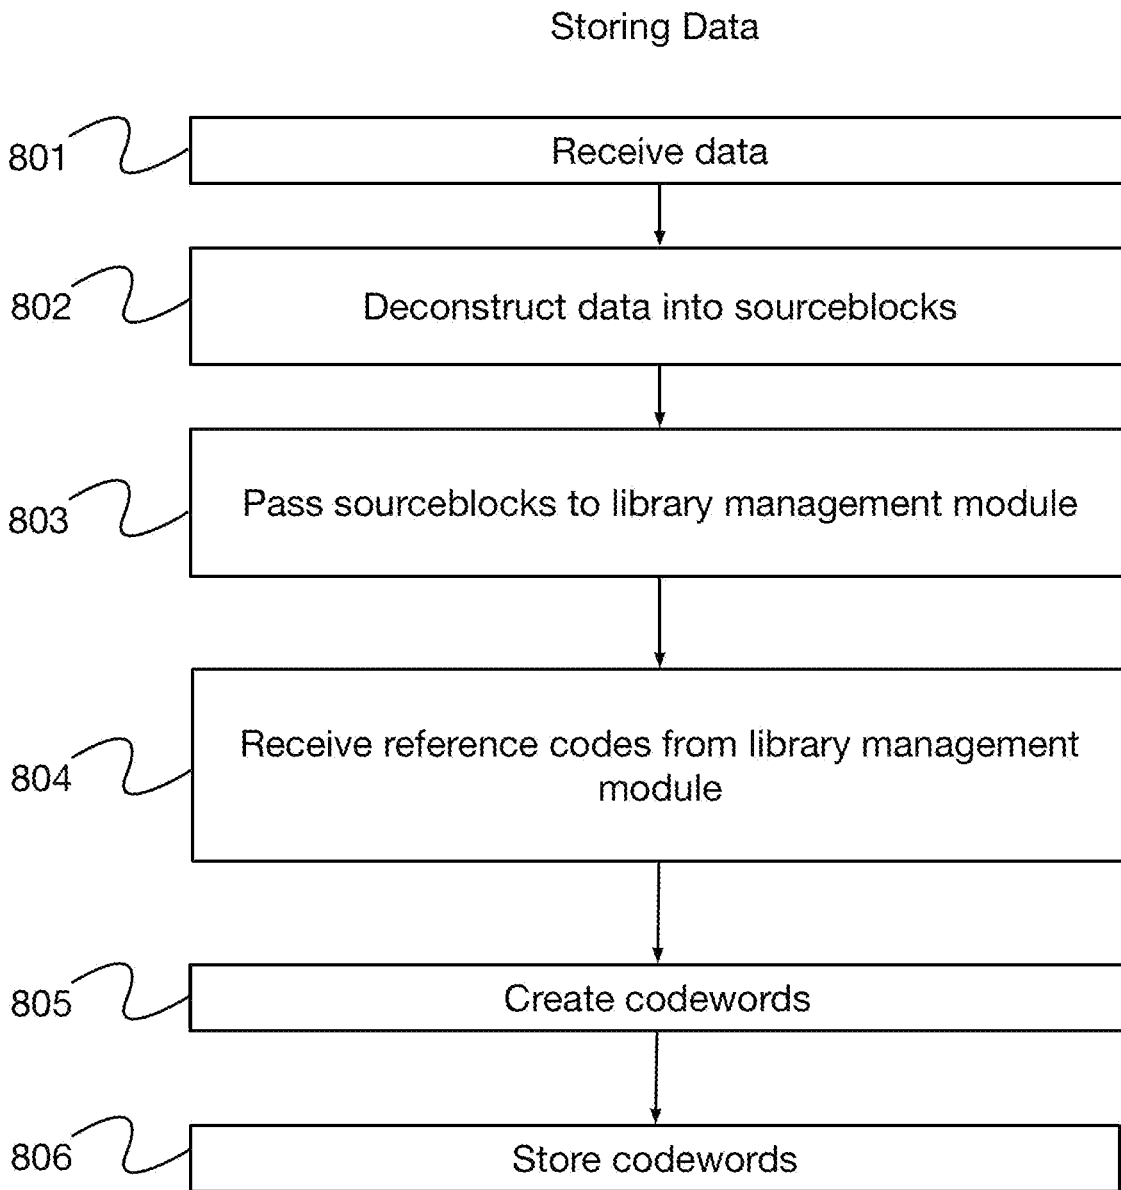 Storing Data
801
Receive data
802
Deconstruct data into sourceblocks
803
Pass sourceblocks to library management module
804
Receive reference codes from library management
module
805
Create codewords
806
Store codewords